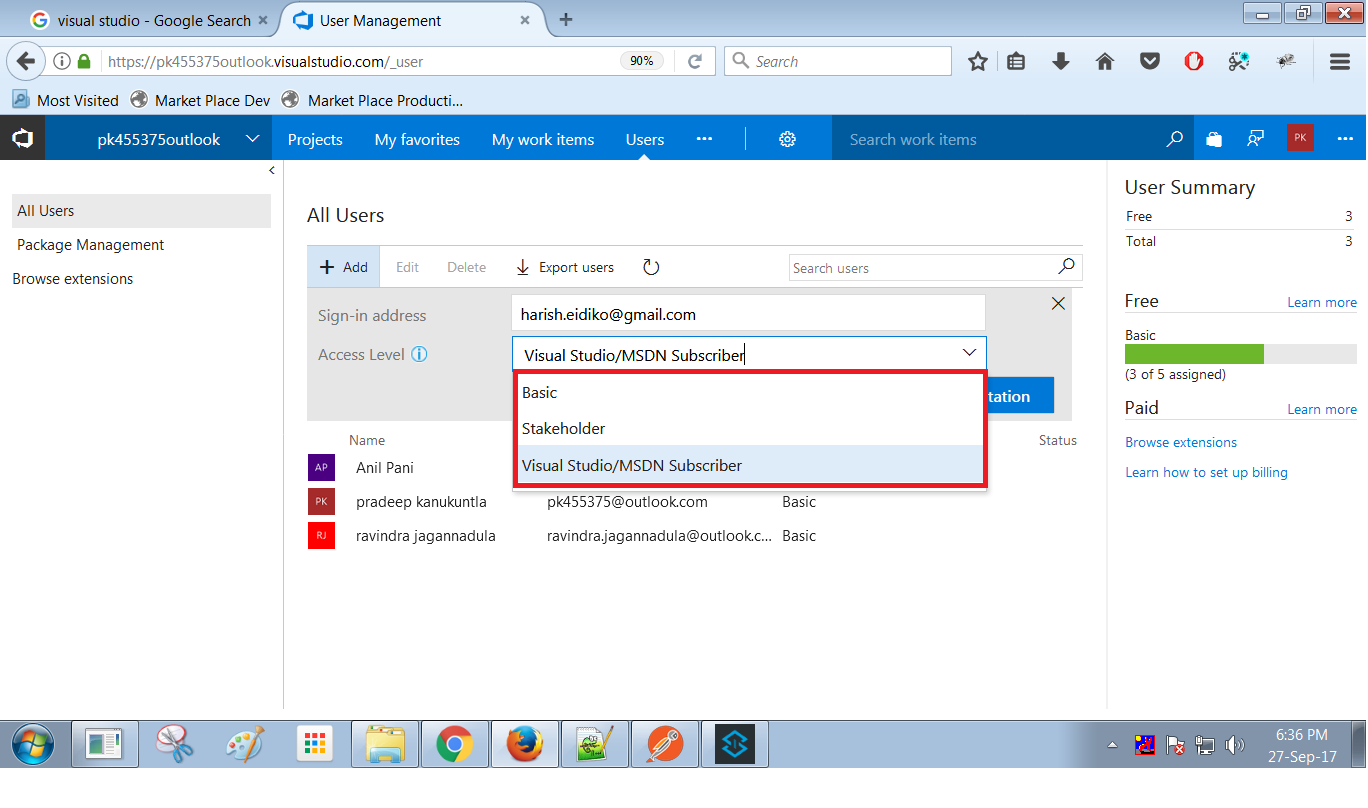 visual studio - Google Search
User Management
https://pk455375outlook.visualstudio.com/_user
90%
Search
Most Visited
Market Place Dev
Market Place Producti...
pk455375outlook
Projects
My favorites
My work items
Users
...
Search work items
PK
...
All Users
Package Management
Browse extensions
All Users
+ Add
Edit
Delete
Export users
Search users
Sign-in address
harish.eidiko@gmail.com
Access Level
Visual Studio/MSDN Subscriber
Basic
Stakeholder
Visual Studio/MSDN Subscriber
tation
Name
Status
AP
Anil Pani
PK
pradeep kanukuntla
pk455375@outlook.com
Basic
RJ
ravindra jagannadula
ravindra.jagannadula@outlook.c...
Basic
User Summary
Free 3
Total 3
Free
Learn more
Basic
(3 of 5 assigned)
Paid
Learn more
Browse extensions
Learn how to set up billing
6:36 PM
27-Sep-17